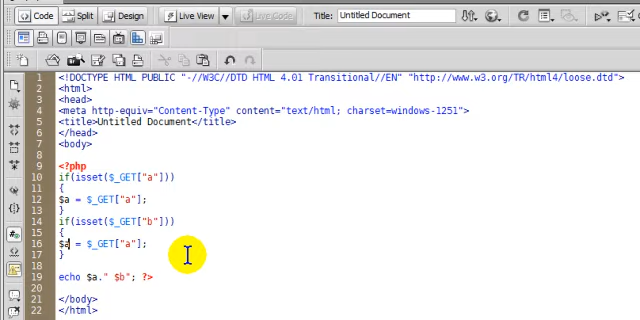 Code Split Design Live View Live Code Title: Untitled Document
1 <!DOCTYPE HTML PUBLIC "-//W3C//DTD HTML 4.01 Transitional//EN" "http://www.w3.org/TR/html4/loose.dtd">
2 <html>
3 <head>
4 <meta http-equiv="Content-Type" content="text/html; charset=windows-1251">
5 <title>Untitled Document</title>
6 </head>
7 <body>
8
9 <?php
10 if(isset($_GET["a"]))
11 {
12 $a = $_GET["a"];
13 }
14 if(isset($_GET["b"]))
15 {
16 $a = $_GET["a"];
17 }
18
19 echo $a." $b"; ?>
20
21 </body>
22 </html>